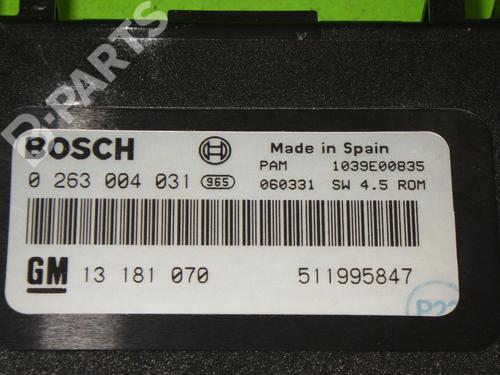 B-PARTS
BOSCH Made in Spain
PAM 1039E00835
0 263 004 031 965 060331 SW 4.5 ROM
GM 13 181 070 511995847